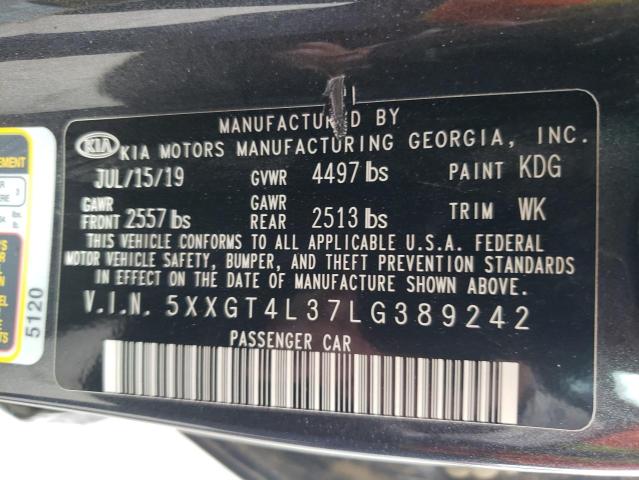 MANUFACTURED BY
KIA KIA MOTORS MANUFACTURING GEORGIA, INC.
JUL/15/19 GVWR 4497 lbs PAINT KDG
GAWR FRONT 2557 lbs GAWR REAR 2513 lbs TRIM WK
THIS VEHICLE CONFORMS TO ALL APPLICABLE U.S.A. FEDERAL
MOTOR VEHICLE SAFETY, BUMPER, AND THEFT PREVENTION STANDARDS
IN EFFECT ON THE DATE OF MANUFACTURE SHOWN ABOVE.
V.I.N. 5XXGT4L37LG389242
PASSENGER CAR
5120